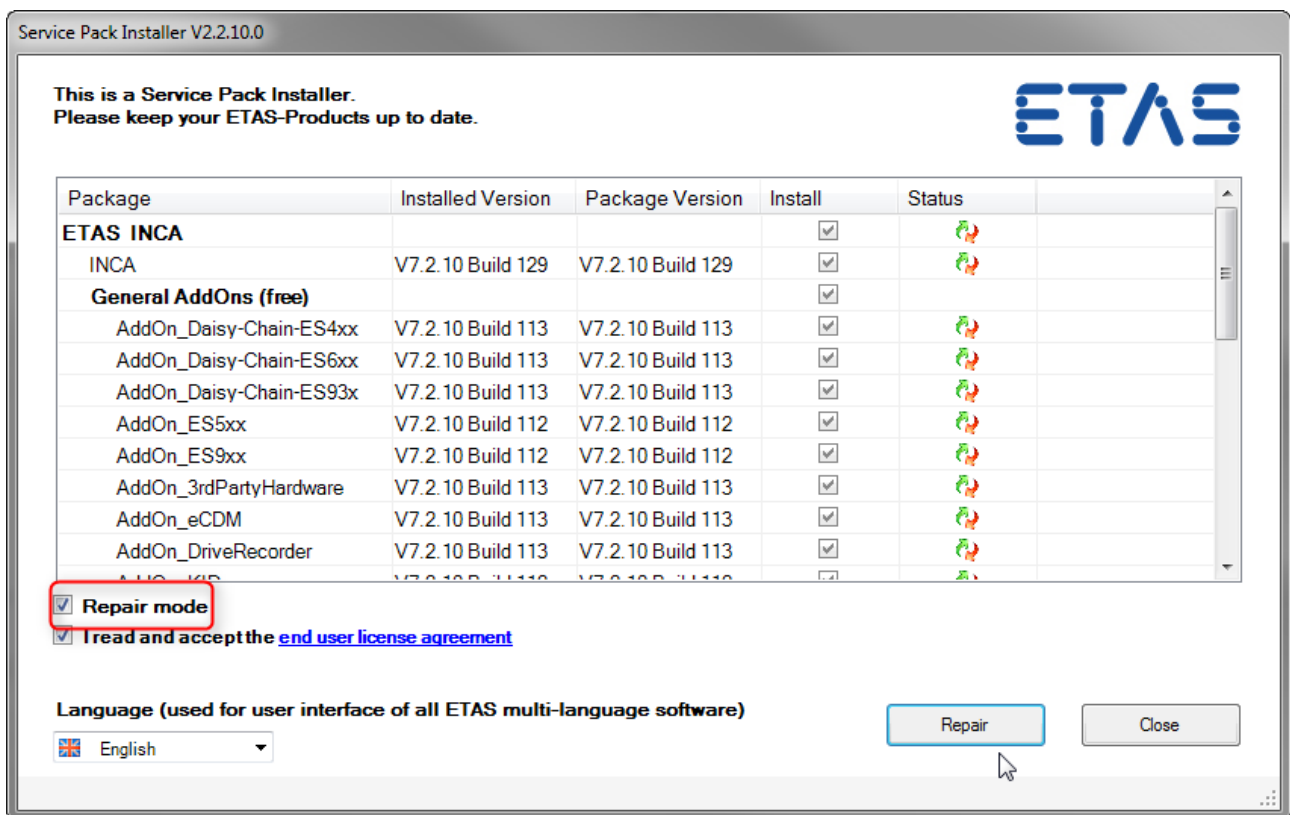 Service Pack Installer V2.2.10.0
This is a Service Pack Installer.
Please keep your ETAS-Products up to date.
ETAS
Package Installed Version Package Version Install Status
ETAS INCA
INCA V7.2.10 Build 129 V7.2.10 Build 129
General AddOns (free)
AddOn_Daisy-Chain-ES4xx V7.2.10 Build 113 V7.2.10 Build 113
AddOn_Daisy-Chain-ES6xx V7.2.10 Build 113 V7.2.10 Build 113
AddOn_Daisy-Chain-ES93x V7.2.10 Build 113 V7.2.10 Build 113
AddOn_ES5xx V7.2.10 Build 112 V7.2.10 Build 112
AddOn_ES9xx V7.2.10 Build 112 V7.2.10 Build 112
AddOn_3rdPartyHardware V7.2.10 Build 113 V7.2.10 Build 113
AddOn_eCDM V7.2.10 Build 113 V7.2.10 Build 113
AddOn_DriveRecorder V7.2.10 Build 113 V7.2.10 Build 113
Repair mode
I read and accept the end user license agreement
Language (used for user interface of all ETAS multi-language software)
English
Repair
Close